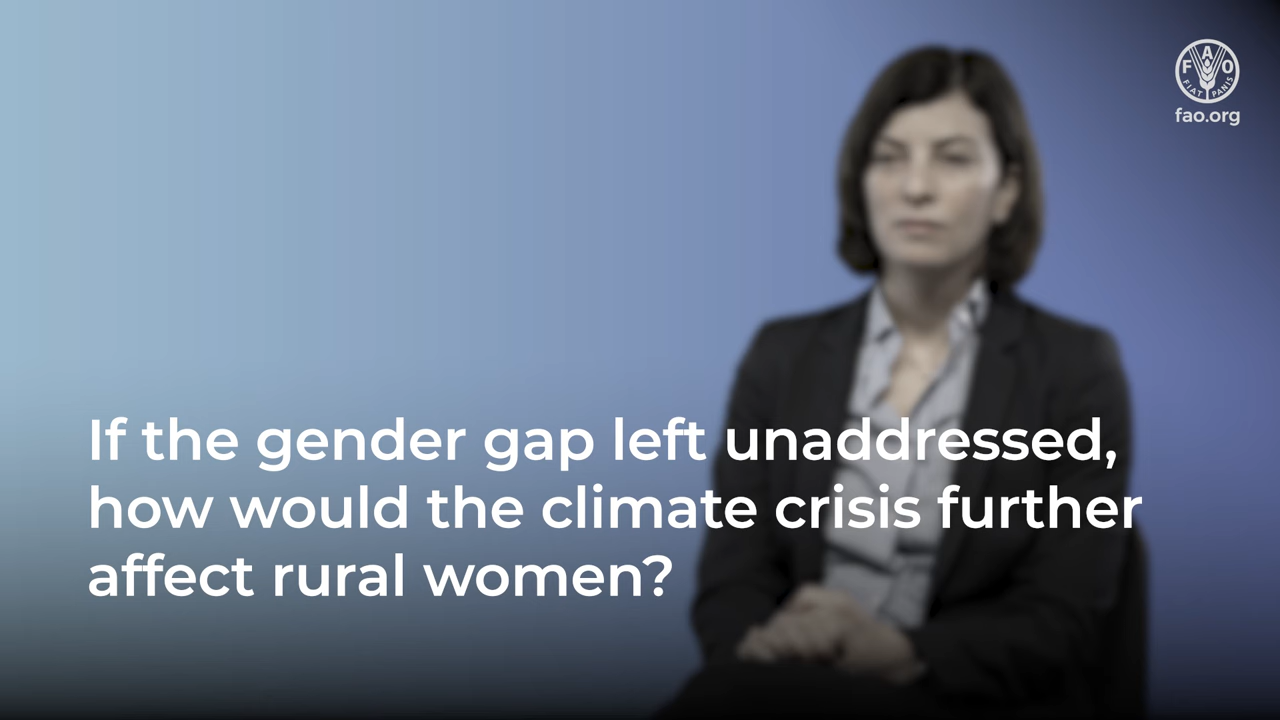 FAO
FIAT PANIS
fao.org
If the gender gap left unaddressed,
how would the climate crisis further
affect rural women?